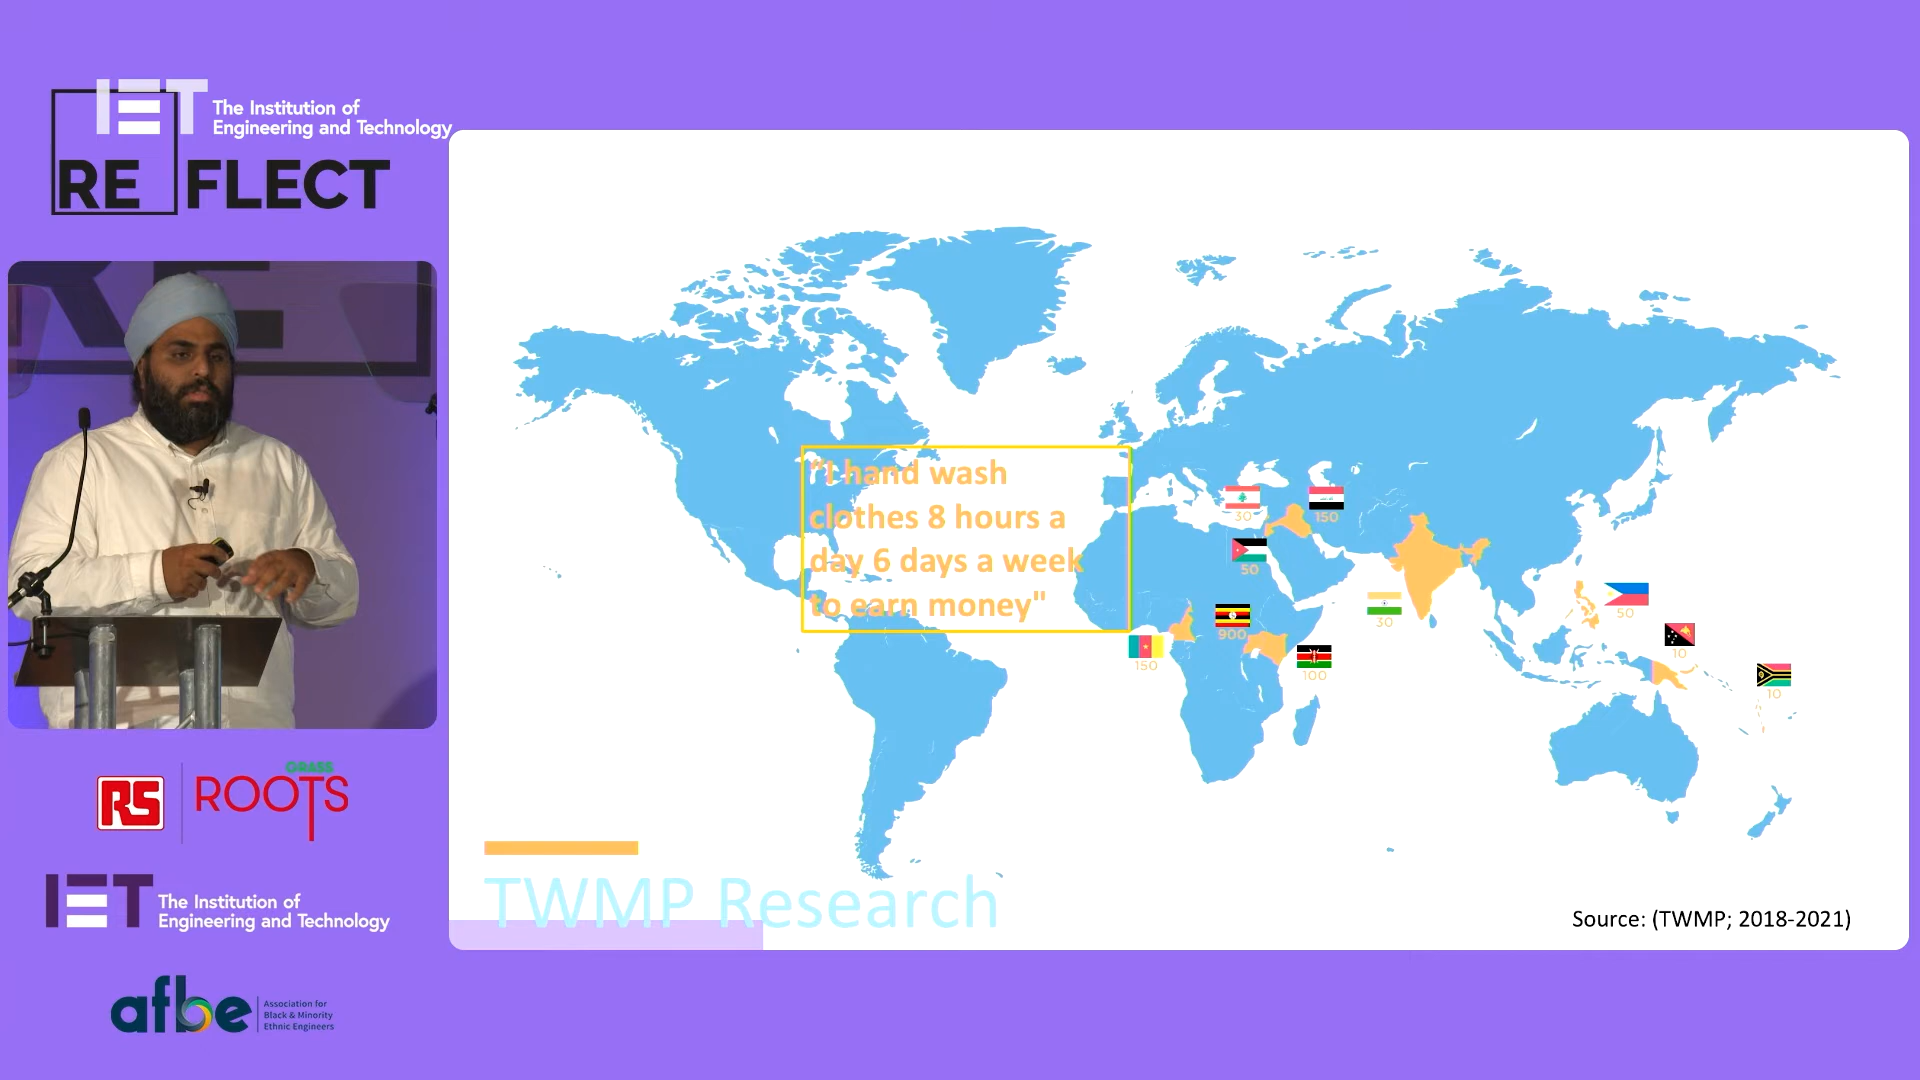 IET
The Institution of
Engineering and Technology
RE FLECT
RS
GRASS
ROOTS
IET
The Institution of
Engineering and Technology
afbe
Association for
Black & Minority
Ethnic Engineers
"I hand wash
clothes 8 hours a
day 6 days a week
to earn money"
30
150
50
900
150
100
30
50
10
10
TWMP Research
Source: (TWMP; 2018-2021)